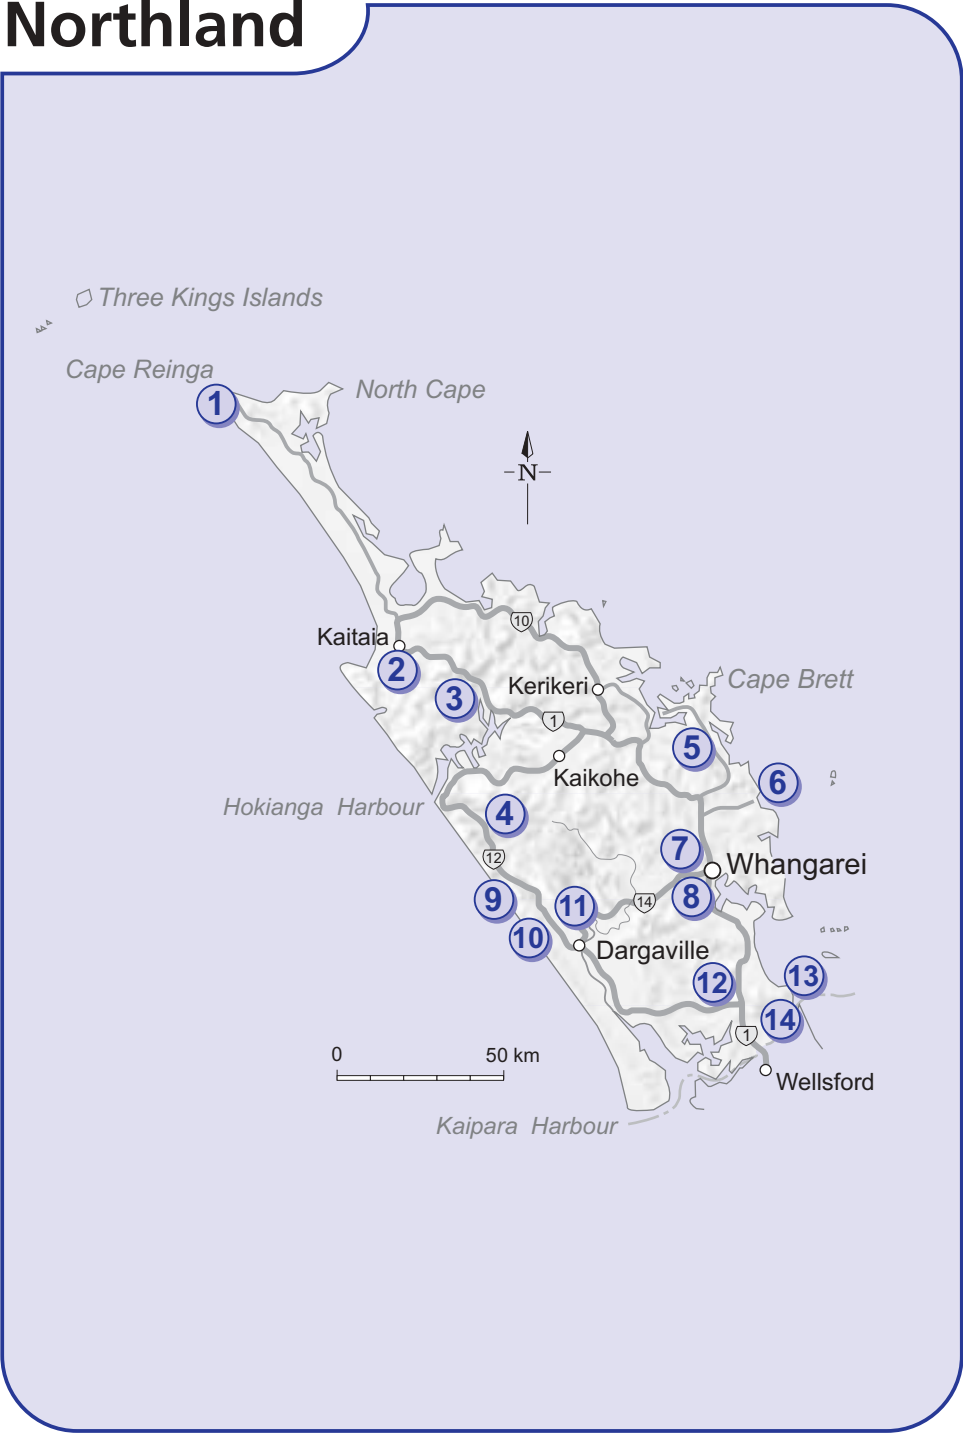 Northland
Three Kings Islands
Cape Reinga
North Cape
1
N
10
Kaitaia
2
Kerikeri
Cape Brett
3
1
5
Kaikohe
6
Hokianga Harbour
4
7
12
Whangarei
9
11
14
8
10
Dargaville
12
13
14
1
0
50 km
Wellsford
Kaipara Harbour